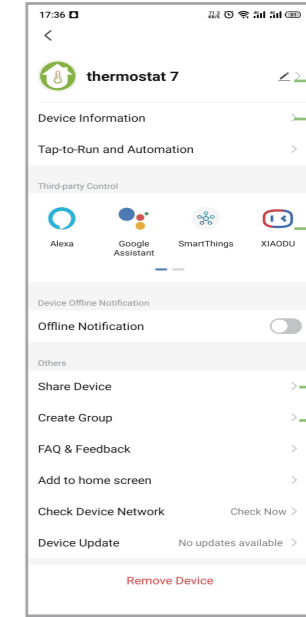 17:36
thermostat 7
Device Information
Tap-to-Run and Automation
Third-party Control
Alexa
Google
Assistant
SmartThings
XIAODU
Device Offline Notification
Offline Notification
Others
Share Device
Create Group
FAQ & Feedback
Add to home screen
Check Device Network
Check Now
Device Update
No updates available
Remove Device